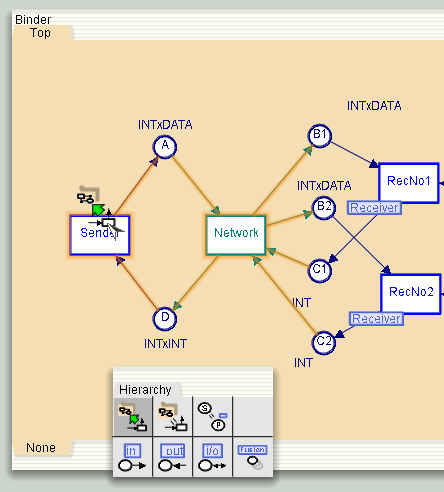 Binder
Top
INTxDATA
INTxDATA
A
B1
RecNo1
INTxDATA
Receiver
B2
Network
C1
RecNo2
INT
D
Receiver
INTxINT
C2
INT
Hierarchy
S
P
in
out
i/o
Fusion
None